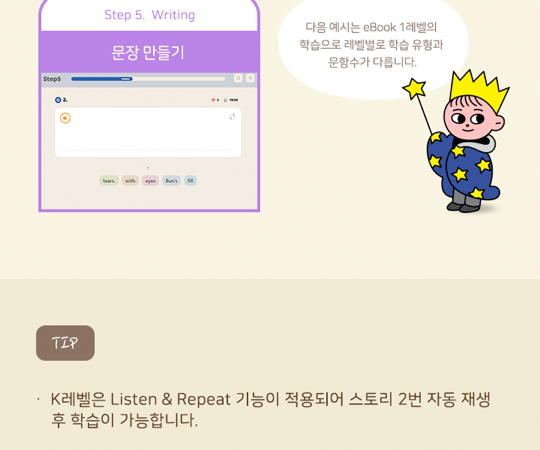 Step 5. Writing
문장 만들기
다음 예시는 eBook 1레벨의
학습으로 레벨별로 학습 유형과
문항수가 다릅니다.
Step5
2.
tears. with eyes Bun's fill
TIP
· K레벨은 Listen & Repeat 기능이 적용되어 스토리 2번 자동 재생
후 학습이 가능합니다.